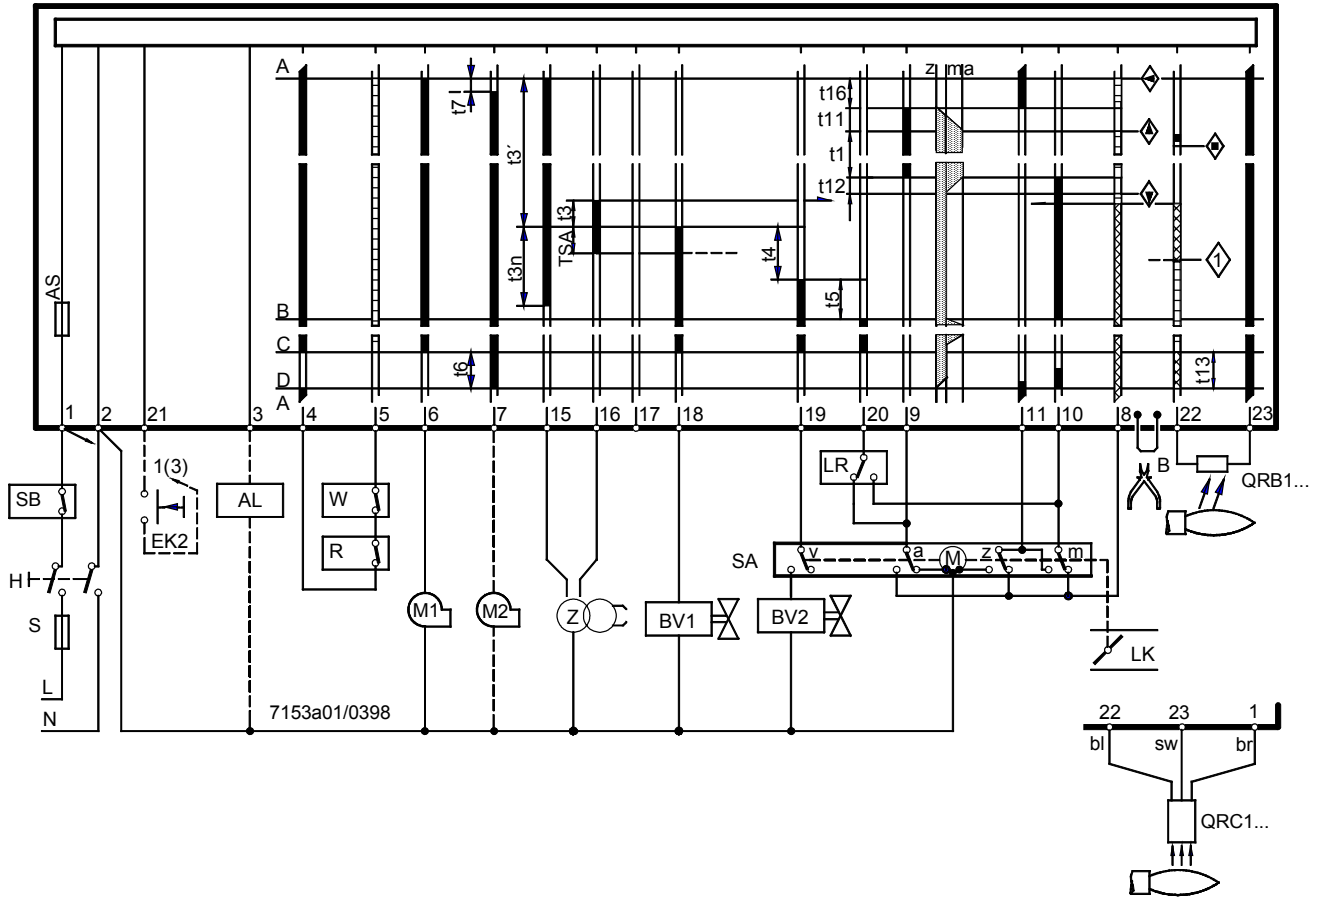 A
z
ma
t16
t7
t11
t3´
t1
t12
t3
TSA
t4
t3n
1
AS
t5
B
C
t6
t13
D
A
1
2
21
3
4
5
6
7
15
16
17
18
19
20
9
11
10
8
22
23
1(3)
LR
B
QRB1...
SB
AL
W
EK2
R
SA
v
a
M
z
m
H
M1
M2
Z
BV1
BV2
S
LK
L
N
7153a01/0398
22
23
1
bl
sw
br
QRC1...